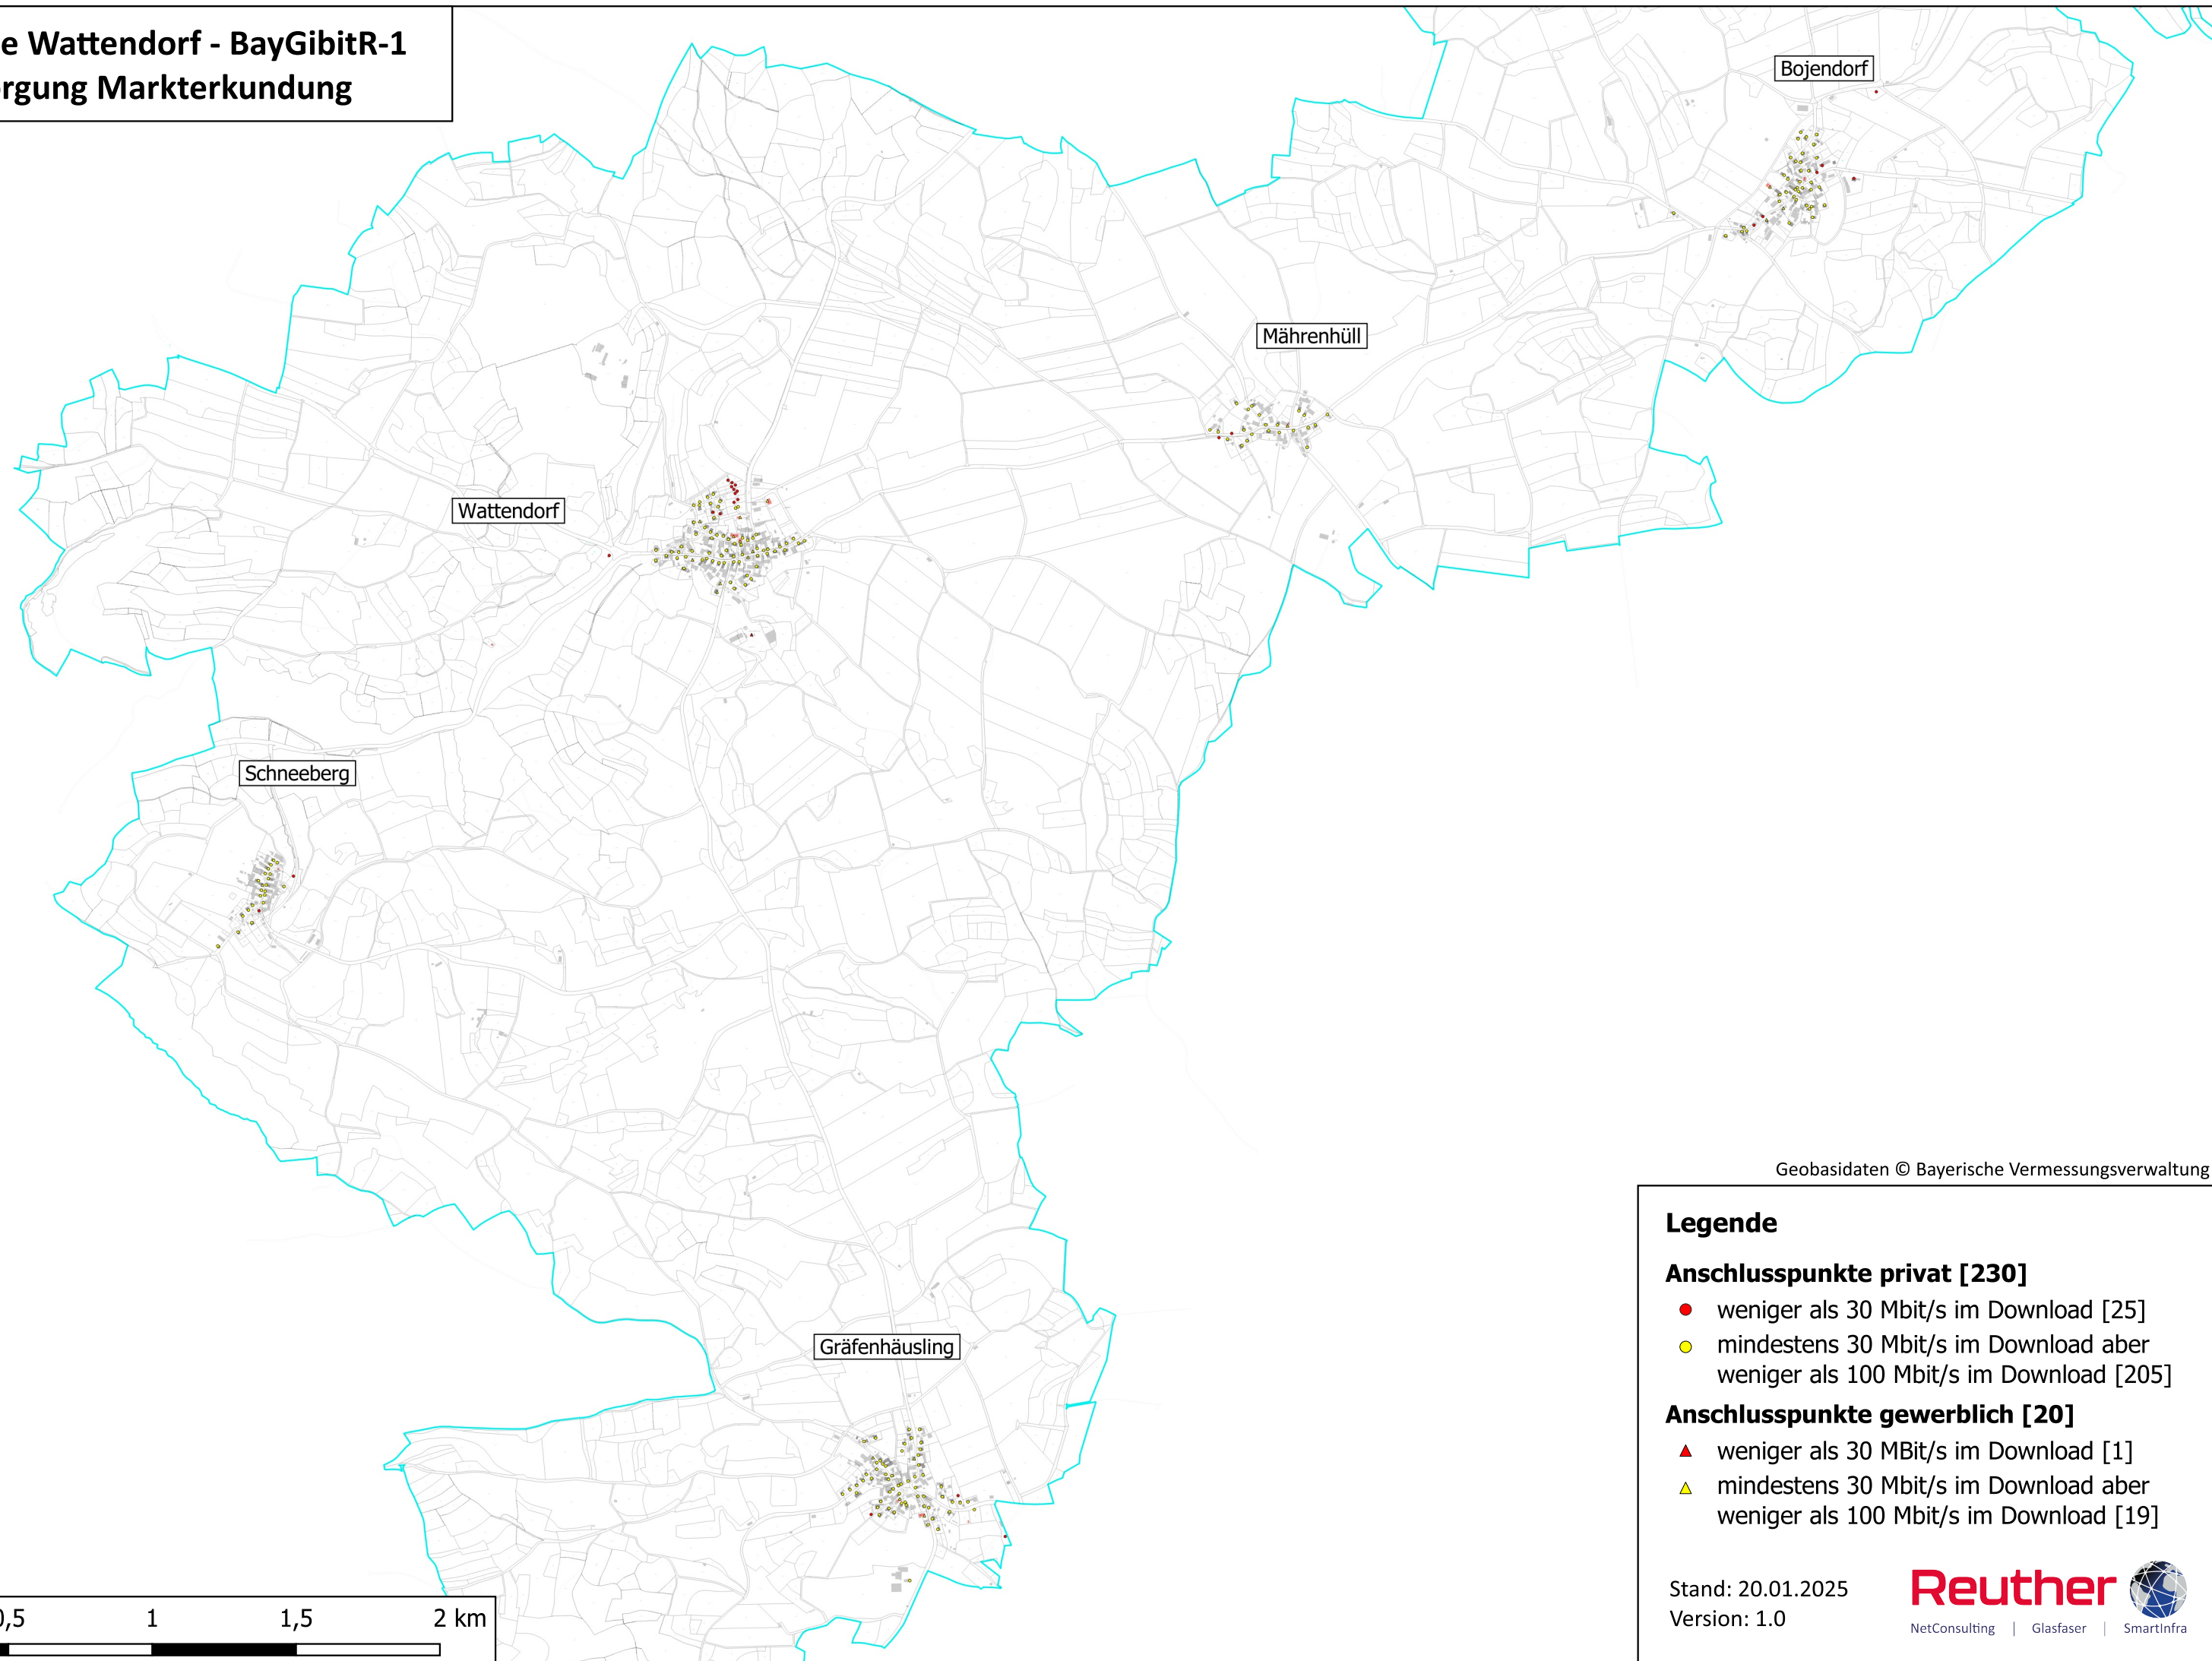 e Wattendorf - BayGibitR-1
rgung Markterkundung
Bojendorf
Mährenhüll
Wattendorf
Schneeberg
Gräfenhäusling
Geobasidaten © Bayerische Vermessungsverwaltung
Legende
Anschlusspunkte privat [230]
weniger als 30 Mbit/s im Download [25]
mindestens 30 Mbit/s im Download aber
weniger als 100 Mbit/s im Download [205]
Anschlusspunkte gewerblich [20]
weniger als 30 MBit/s im Download [1]
mindestens 30 Mbit/s im Download aber
weniger als 100 Mbit/s im Download [19]
Stand: 20.01.2025
Version: 1.0
Reuther
NetConsulting | Glasfaser | SmartInfra
0,5 1 1,5 2 km